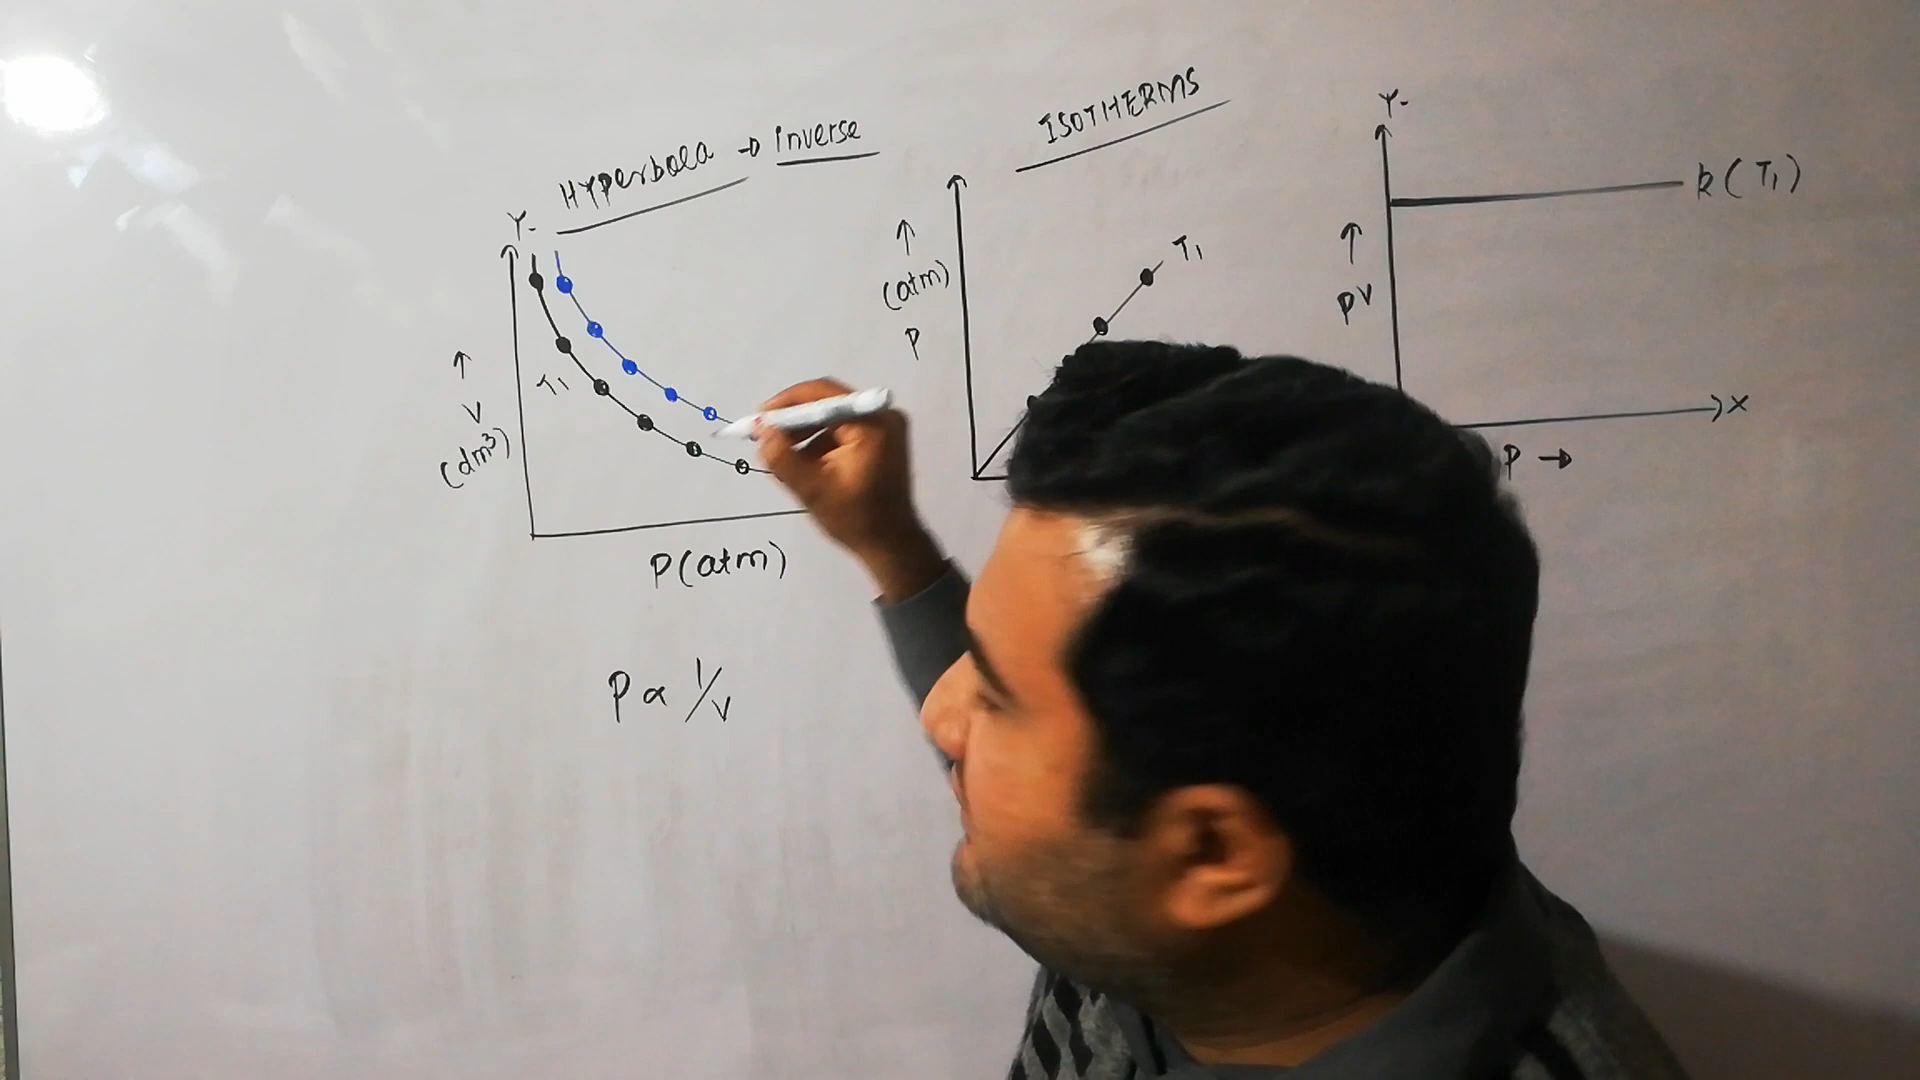 HYPerbola → Inverse
Y-
↑
V
(dm³)
T₁
P(atm)
P ∝ 1/V
ISOTHERMS
↑
(atm)
P
T₁
Y-
↑
PV
k(T₁)
X
P →